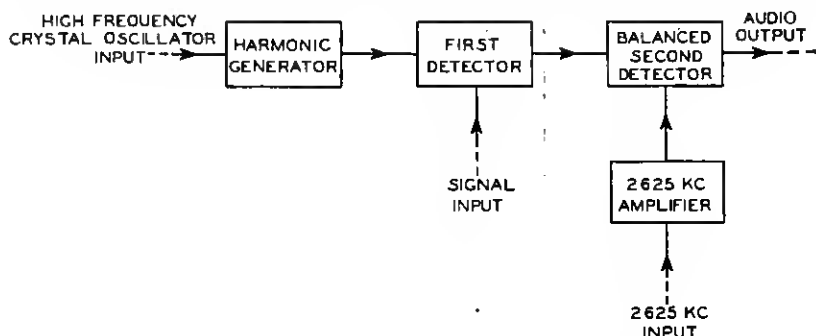 HIGH FREQUENCY
CRYSTAL OSCILLATOR
INPUT
HARMONIC
GENERATOR
FIRST
DETECTOR
BALANCED
SECOND
DETECTOR
AUDIO
OUTPUT
SIGNAL
INPUT
2625 KC
AMPLIFIER
2625 KC
INPUT